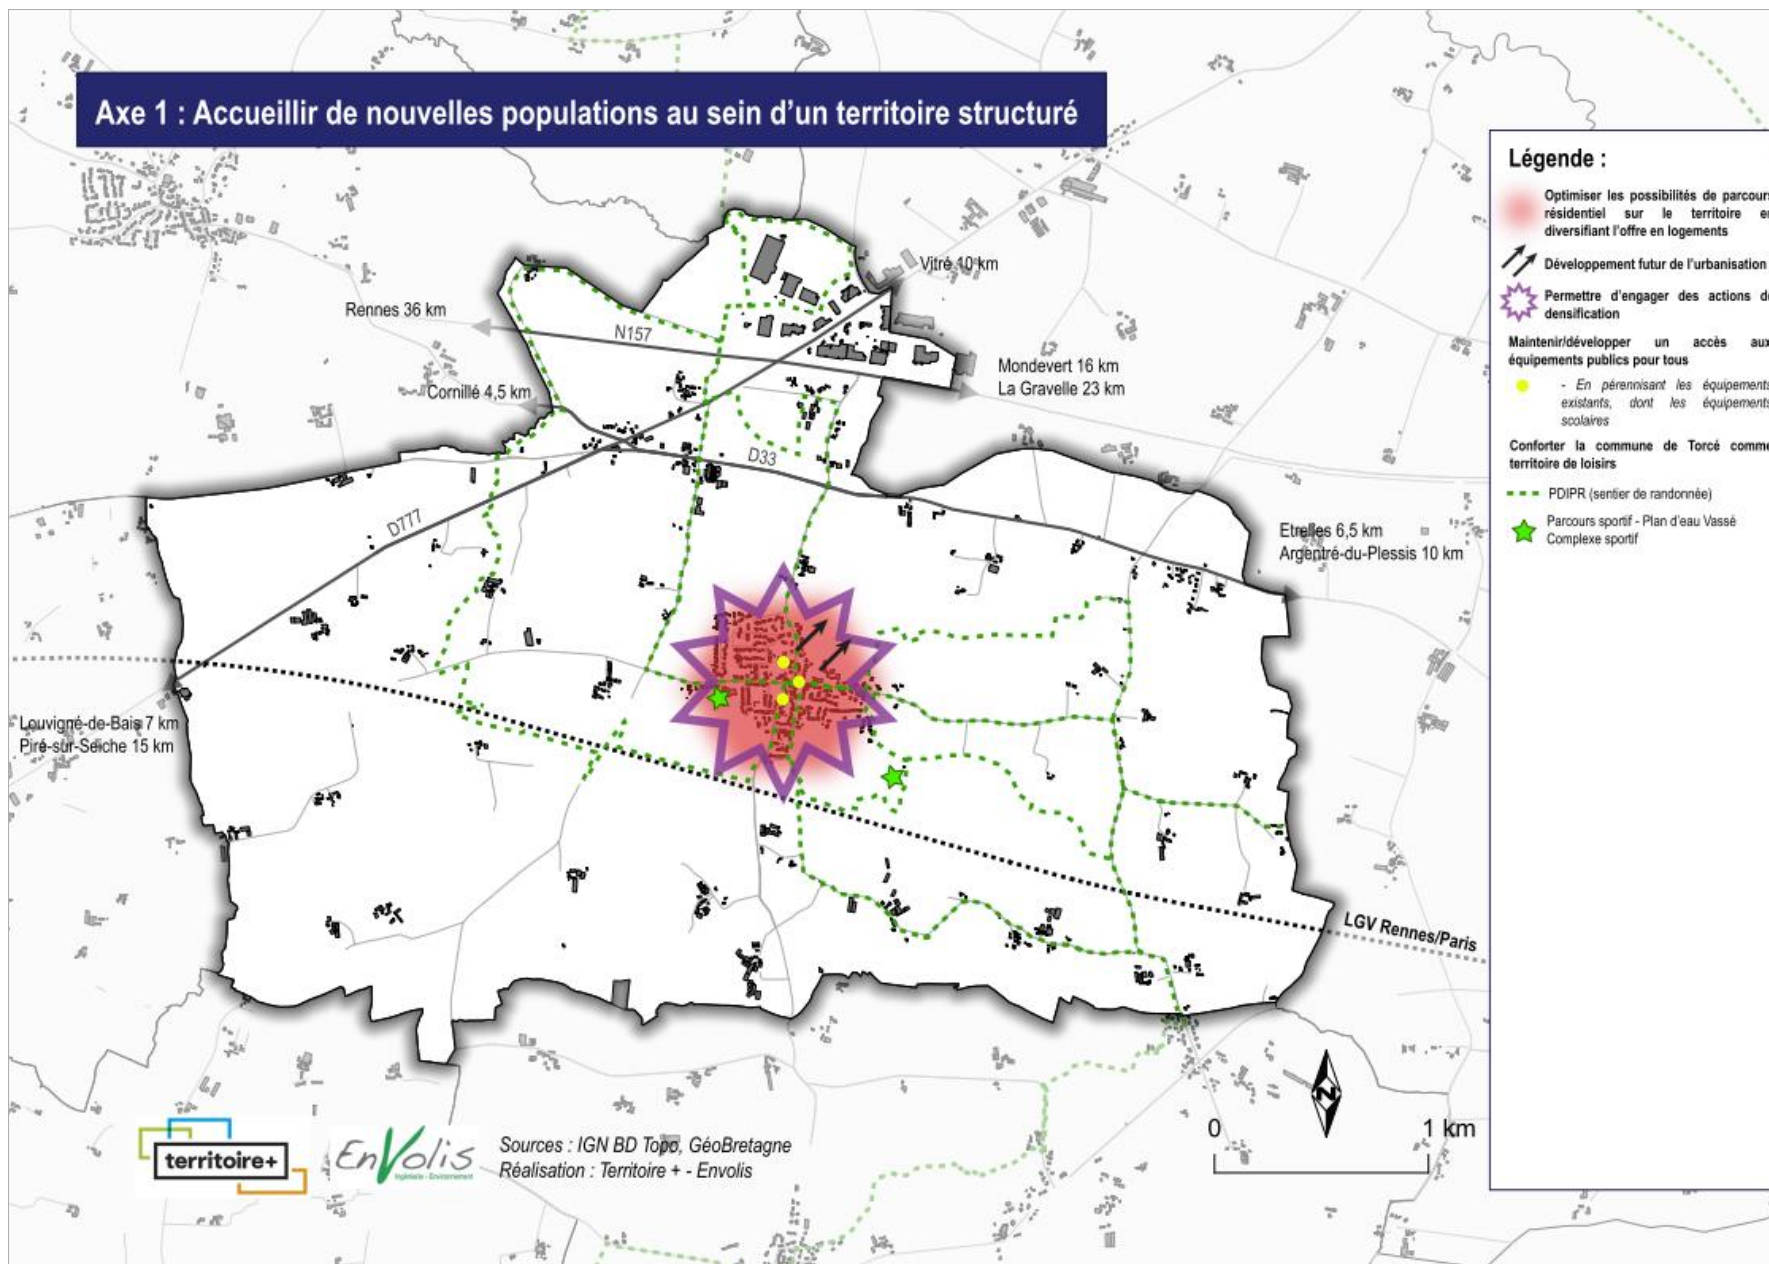 Axe 1 : Accueillir de nouvelles populations au sein d'un territoire structuré
Légende :
Optimiser les possibilités de parcours
résidentiel sur le territoire en
diversifiant l'offre en logements
Développement futur de l'urbanisation
Permettre d'engager des actions de
densification
Maintenir/développer un accès aux
équipements publics pour tous
- En pérennisant les équipements
existants, dont les équipements
scolaires
Conforter la commune de Torcé comme
territoire de loisirs
PDIPR (sentier de randonnée)
Parcours sportif - Plan d'eau Vassé
Complexe sportif
Vitré 10 km
Rennes 36 km
N157
Mondevert 16 km
La Gravelle 23 km
Cornillé 4,5 km
D33
D777
Etrelles 6,5 km
Argentré-du-Plessis 10 km
Louvigné-de-Bais 7 km
Piré-sur-Seiche 15 km
LGV Rennes/Paris
N
0 1 km
territoire+
EnVolis
Ingénierie - Environnement
Sources : IGN BD Topo, GéoBretagne
Réalisation : Territoire + - Envolis